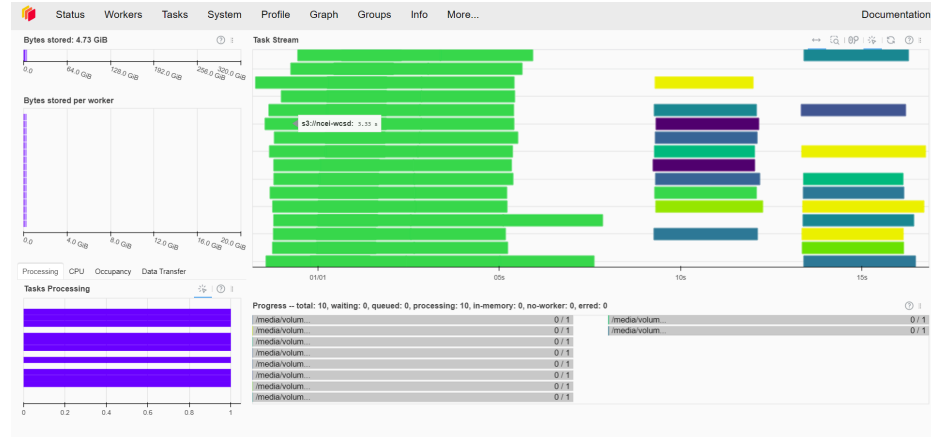 Status Workers Tasks System Profile Graph Groups Info More... Documentation
Bytes stored: 4.73 GiB
0.0 64.0 GiB 128.0 GiB 192.0 GiB 256.0 GiB 320.0 GiB
Bytes stored per worker
0.0 4.0 GiB 8.0 GiB 12.0 GiB 16.0 GiB 20.0 GiB
Processing CPU Occupancy Data Transfer
Tasks Processing
0 0.2 0.4 0.6 0.8 1
Task Stream
s3://ncei-wcsd: 3.33 s
01/01 05s 10s 15s
Progress -- total: 10, waiting: 0, queued: 0, processing: 10, in-memory: 0, no-worker: 0, erred: 0
/media/volum... 0 / 1 /media/volum... 0 / 1
/media/volum... 0 / 1 /media/volum... 0 / 1
/media/volum... 0 / 1
/media/volum... 0 / 1
/media/volum... 0 / 1
/media/volum... 0 / 1
/media/volum... 0 / 1
/media/volum... 0 / 1